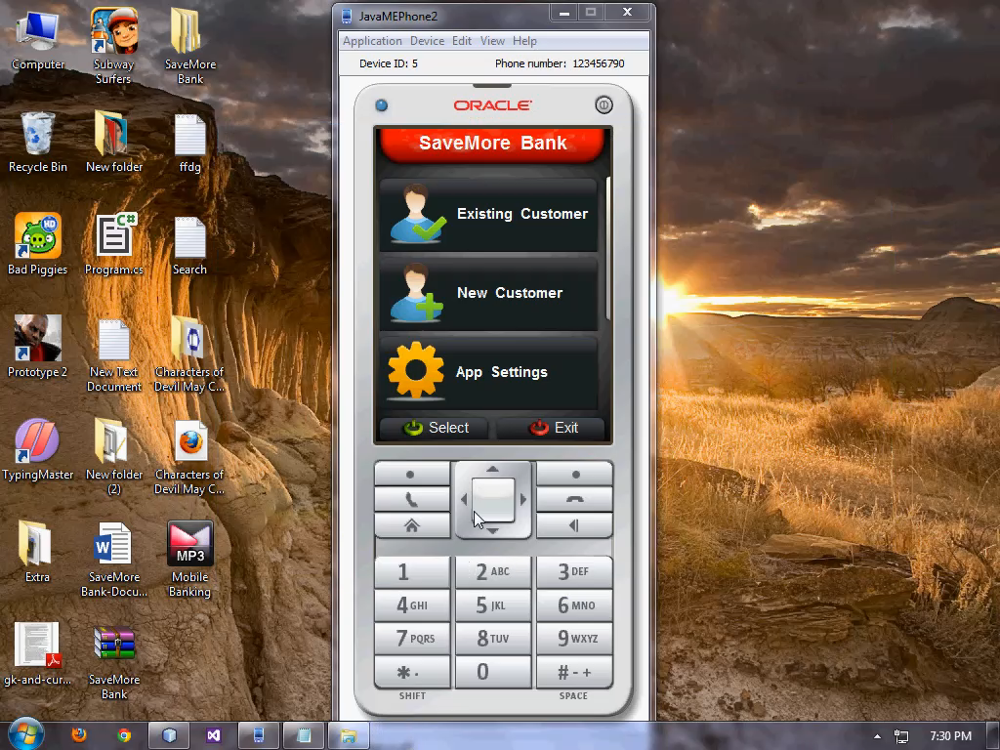 Computer
Subway
Surfers
SaveMore
Bank
Recycle Bin
New folder
ffdg
Bad Piggies
HD
C#
Program.cs
Search
Prototype 2
New Text
Document
Characters of
Devil May C...
TypingMaster
New folder
(2)
Characters of
Devil May C...
Extra
W
SaveMore
Bank-Docu...
MP3
Mobile
Banking
gk-and-cur...
SaveMore
Bank
JavaMEPhone2
Application Device Edit View Help
Device ID: 5 Phone number: 123456790
ORACLE
SaveMore Bank
Existing Customer
New Customer
App Settings
Select Exit
1 2 ABC 3 DEF
4 GHI 5 JKL 6 MNO
7 PQRS 8 TUV 9 WXYZ
* . 0 # - +
SHIFT SPACE
7:30 PM